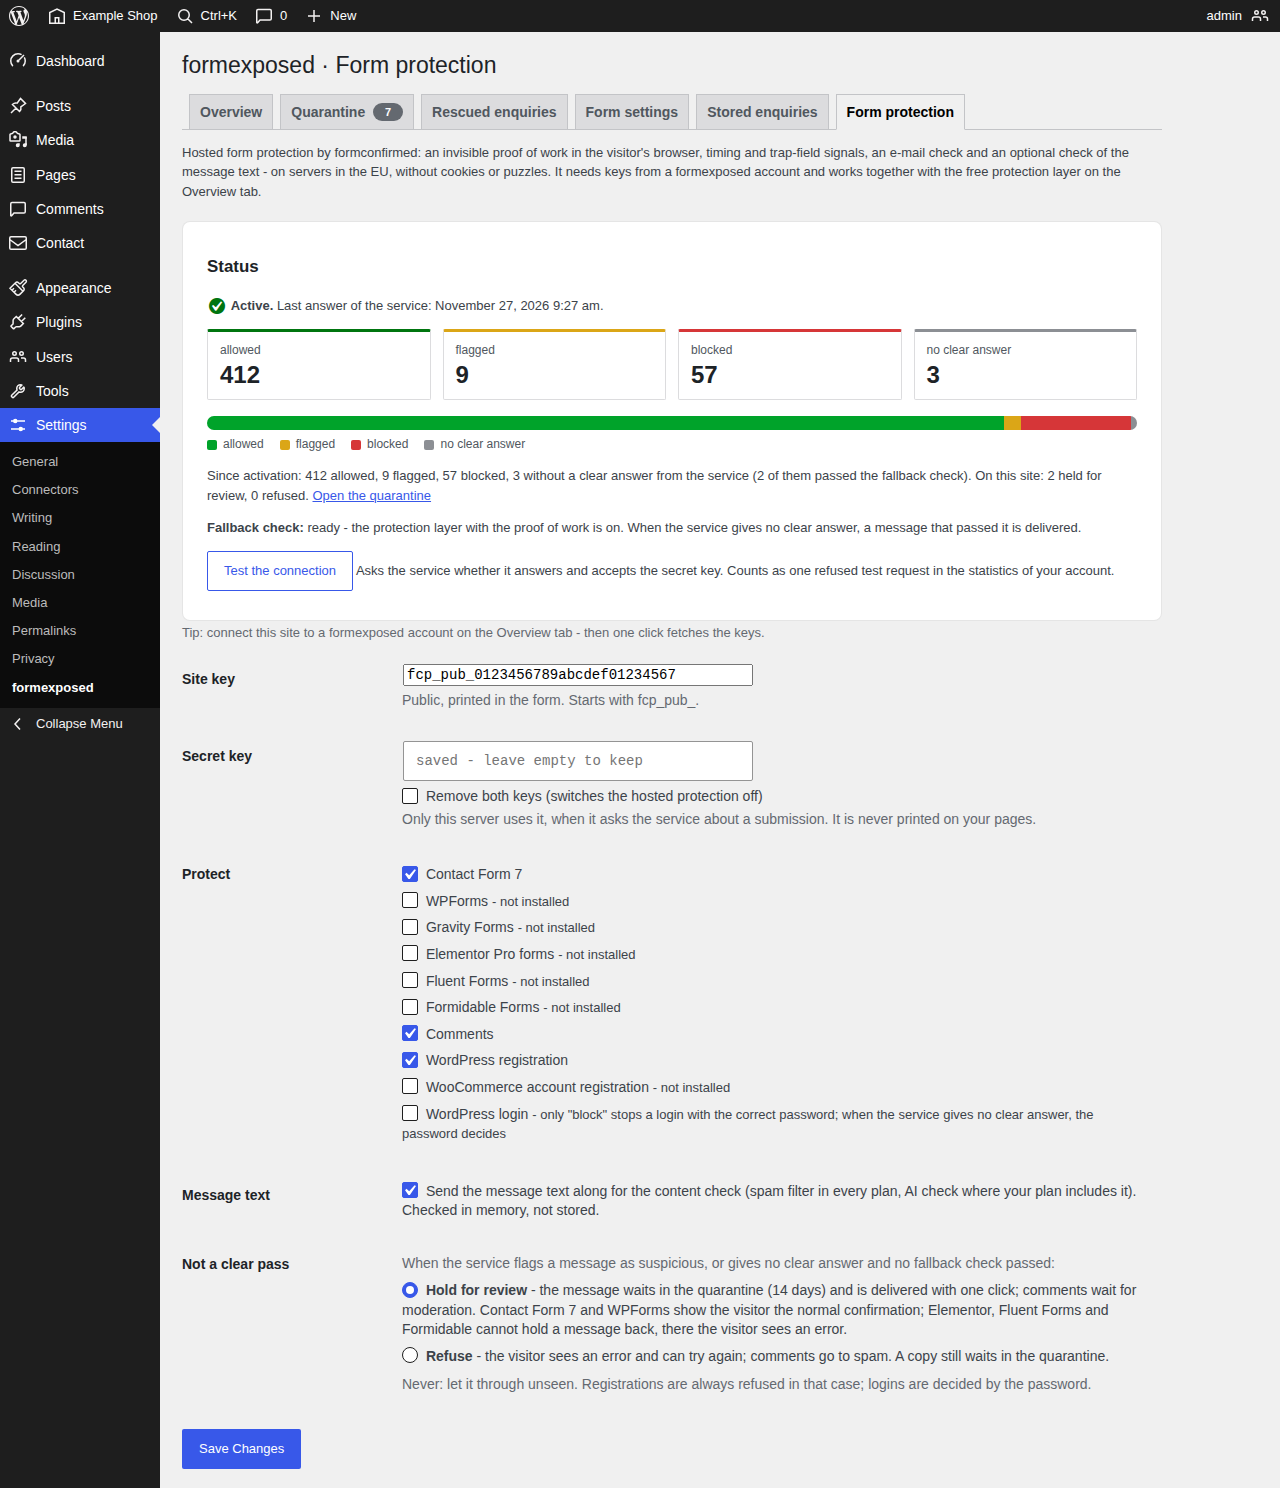 Example Shop
Ctrl+K
0
New
admin
Dashboard
Posts
Media
Pages
Comments
Contact
Appearance
Plugins
Users
Tools
Settings
General
Connectors
Writing
Reading
Discussion
Media
Permalinks
Privacy
formexposed
Collapse Menu
formexposed · Form protection
Overview
Quarantine 7
Rescued enquiries
Form settings
Stored enquiries
Form protection
Hosted form protection by formconfirmed: an invisible proof of work in the visitor's browser, timing and trap-field signals, an e-mail check and an optional check of the
message text - on servers in the EU, without cookies or puzzles. It needs keys from a formexposed account and works together with the free protection layer on the
Overview tab.
Status
Active. Last answer of the service: November 27, 2026 9:27 am.
allowed
412
flagged
9
blocked
57
no clear answer
3
allowed
flagged
blocked
no clear answer
Since activation: 412 allowed, 9 flagged, 57 blocked, 3 without a clear answer from the service (2 of them passed the fallback check). On this site: 2 held for
review, 0 refused. Open the quarantine
Fallback check: ready - the protection layer with the proof of work is on. When the service gives no clear answer, a message that passed it is delivered.
Test the connection
Asks the service whether it answers and accepts the secret key. Counts as one refused test request in the statistics of your account.
Tip: connect this site to a formexposed account on the Overview tab - then one click fetches the keys.
Site key
fcp_pub_0123456789abcdef01234567
Public, printed in the form. Starts with fcp_pub_.
Secret key
saved - leave empty to keep
Remove both keys (switches the hosted protection off)
Only this server uses it, when it asks the service about a submission. It is never printed on your pages.
Protect
Contact Form 7
WPForms - not installed
Gravity Forms - not installed
Elementor Pro forms - not installed
Fluent Forms - not installed
Formidable Forms - not installed
Comments
WordPress registration
WooCommerce account registration - not installed
WordPress login - only "block" stops a login with the correct password; when the service gives no clear answer, the
password decides
Message text
Send the message text along for the content check (spam filter in every plan, AI check where your plan includes it).
Checked in memory, not stored.
Not a clear pass
When the service flags a message as suspicious, or gives no clear answer and no fallback check passed:
Hold for review - the message waits in the quarantine (14 days) and is delivered with one click; comments wait for
moderation. Contact Form 7 and WPForms show the visitor the normal confirmation; Elementor, Fluent Forms and
Formidable cannot hold a message back, there the visitor sees an error.
Refuse - the visitor sees an error and can try again; comments go to spam. A copy still waits in the quarantine.
Never: let it through unseen. Registrations are always refused in that case; logins are decided by the password.
Save Changes